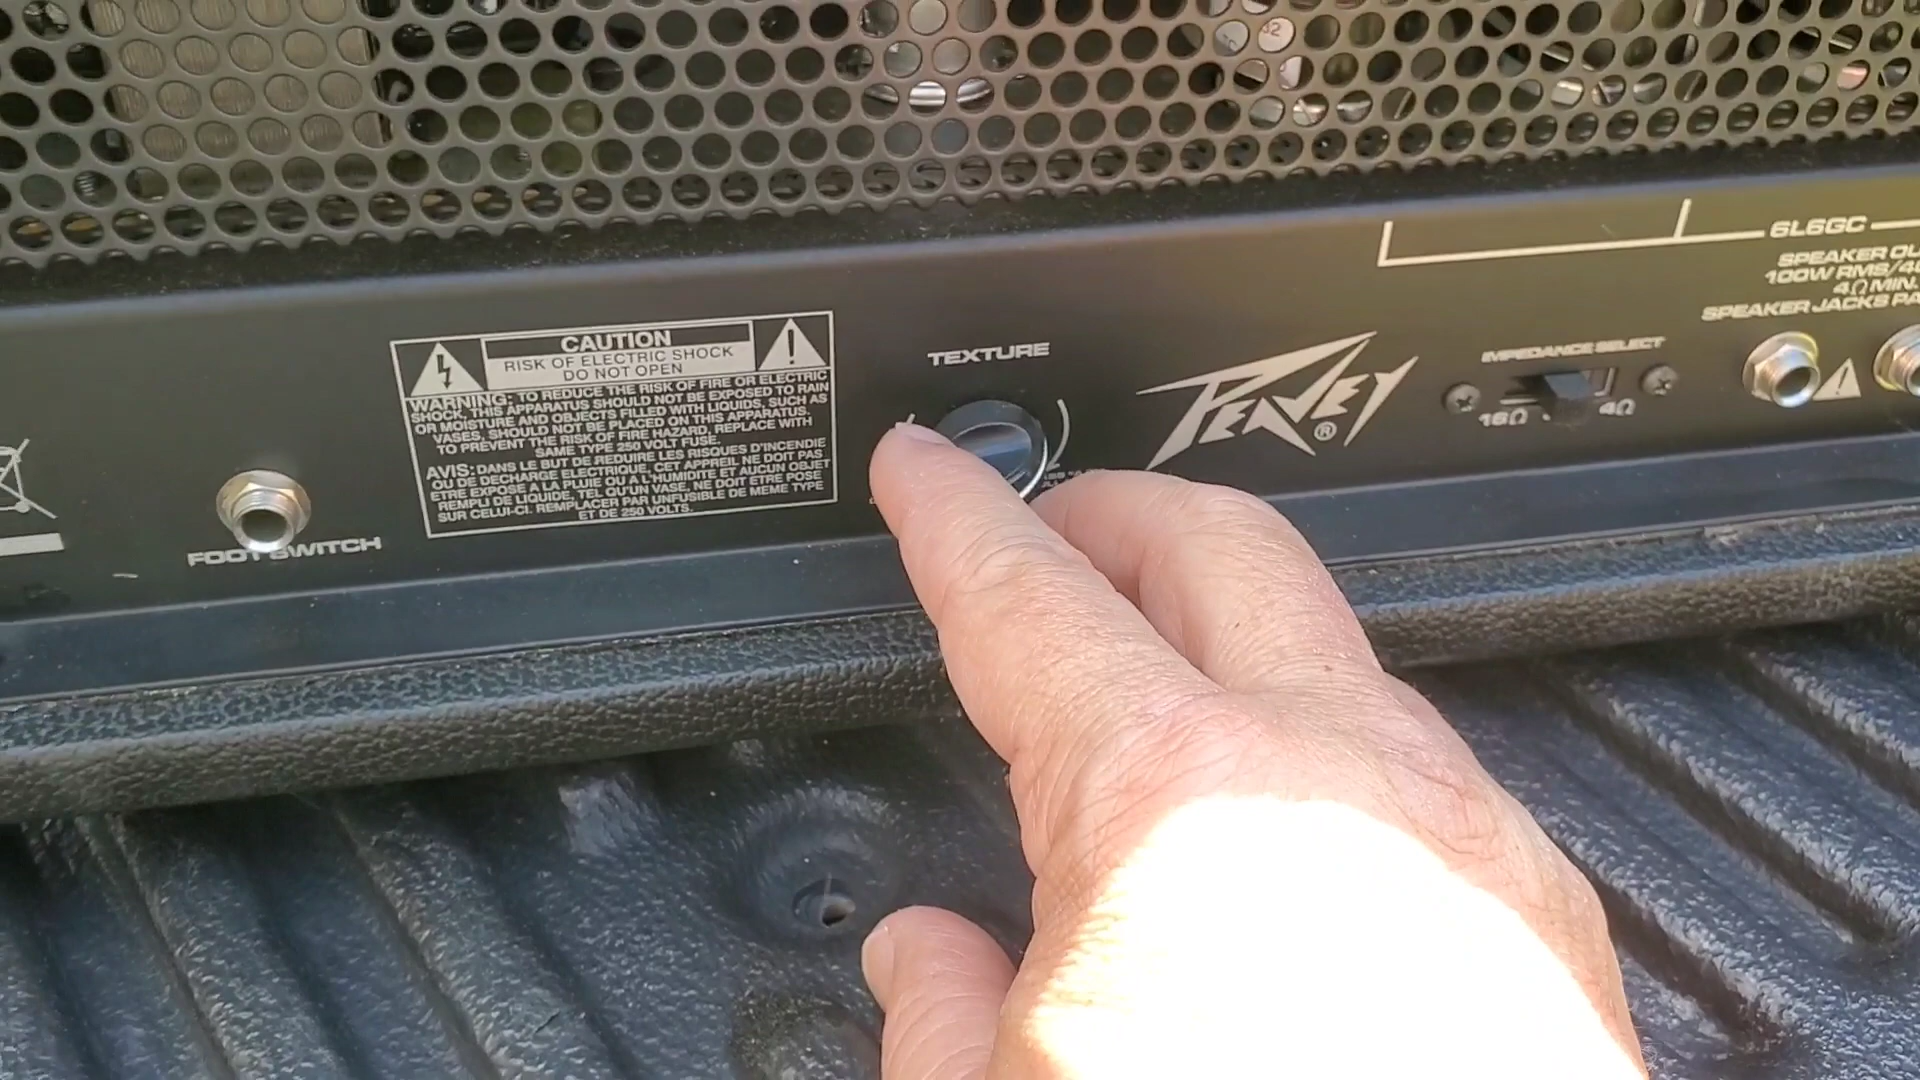 6L6GC
SPEAKER OU
100W RMS/4
4Ω MIN.
SPEAKER JACKS PA
CAUTION
RISK OF ELECTRIC SHOCK
DO NOT OPEN
WARNING: TO REDUCE THE RISK OF FIRE OR ELECTRIC
SHOCK, THIS APPARATUS SHOULD NOT BE EXPOSED TO RAIN
OR MOISTURE AND OBJECTS FILLED WITH LIQUIDS, SUCH AS
VASES, SHOULD NOT BE PLACED ON THIS APPARATUS.
TO PREVENT THE RISK OF FIRE HAZARD, REPLACE WITH
SAME TYPE 250 VOLT FUSE.
AVIS: DANS LE BUT DE REDUIRE LES RISQUES D'INCENDIE
OU DE DECHARGE ELECTRIQUE, CET APPREIL NE DOIT PAS
ETRE EXPOSE A LA PLUIE OU A L'HUMIDITE ET AUCUN OBJET
REMPLI DE LIQUIDE, TEL QU'UN VASE, NE DOIT ETRE POSE
SUR CELUI-CI. REMPLACER PAR UNFUSIBLE DE MEME TYPE
ET DE 250 VOLTS.
TEXTURE
PEAVEY®
IMPEDANCE SELECT
16Ω 4Ω
FOOT SWITCH